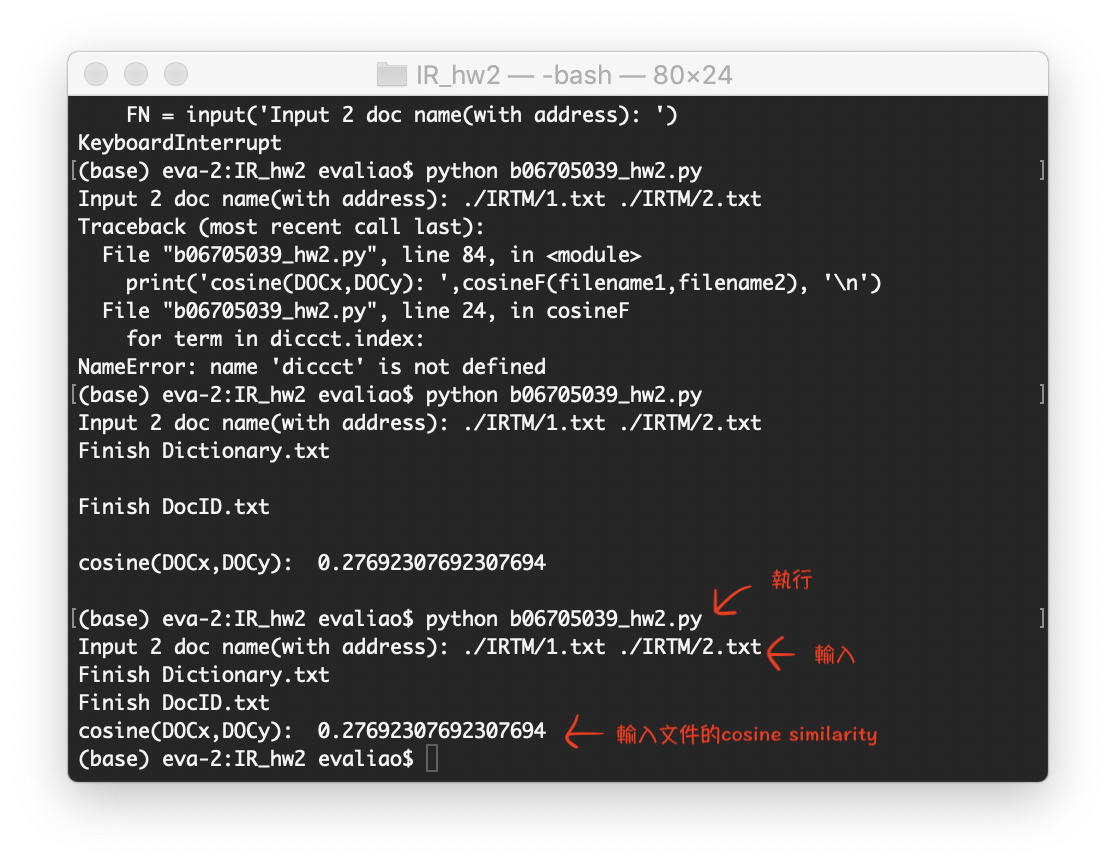 IR_hw2 — -bash — 80×24
FN = input('Input 2 doc name(with address): ')
KeyboardInterrupt
[(base) eva-2:IR_hw2 evaliao$ python b06705039_hw2.py ]
Input 2 doc name(with address): ./IRTM/1.txt ./IRTM/2.txt
Traceback (most recent call last):
File "b06705039_hw2.py", line 84, in <module>
print('cosine(DOCx,DOCy): ',cosineF(filename1,filename2), '\n')
File "b06705039_hw2.py", line 24, in cosineF
for term in diccct.index:
NameError: name 'diccct' is not defined
[(base) eva-2:IR_hw2 evaliao$ python b06705039_hw2.py ]
Input 2 doc name(with address): ./IRTM/1.txt ./IRTM/2.txt
Finish Dictionary.txt
Finish DocID.txt
cosine(DOCx,DOCy):  0.27692307692307694
執行
[(base) eva-2:IR_hw2 evaliao$ python b06705039_hw2.py ]
Input 2 doc name(with address): ./IRTM/1.txt ./IRTM/2.txt 輸入
Finish Dictionary.txt
Finish DocID.txt
cosine(DOCx,DOCy):  0.27692307692307694 輸入文件的cosine similarity
(base) eva-2:IR_hw2 evaliao$